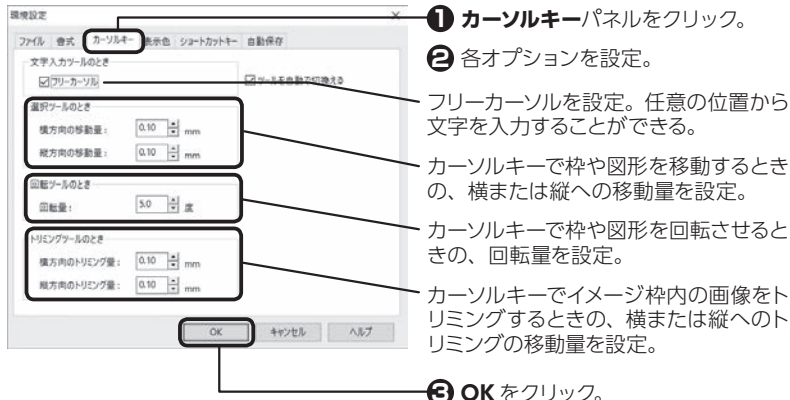 環境設定
ファイル 書式 カーソルキー 表示色 ショートカットキー 自動保存
文字入力ツールのとき
フリーカーソル
ツールを自動で切換える
選択ツールのとき
横方向の移動量: 0.10 mm
縦方向の移動量: 0.10 mm
回転ツールのとき
回転量: 5.0 度
トリミングツールのとき
横方向のトリミング量: 0.10 mm
縦方向のトリミング量: 0.10 mm
OK キャンセル ヘルプ
❶ カーソルキーパネルをクリック。
❷ 各オプションを設定。
フリーカーソルを設定。任意の位置から
文字を入力することができる。
カーソルキーで枠や図形を移動するとき
の、横または縦への移動量を設定。
カーソルキーで枠や図形を回転させると
きの、回転量を設定。
カーソルキーでイメージ枠内の画像をト
リミングするときの、横または縦へのト
リミングの移動量を設定。
❸ OK をクリック。